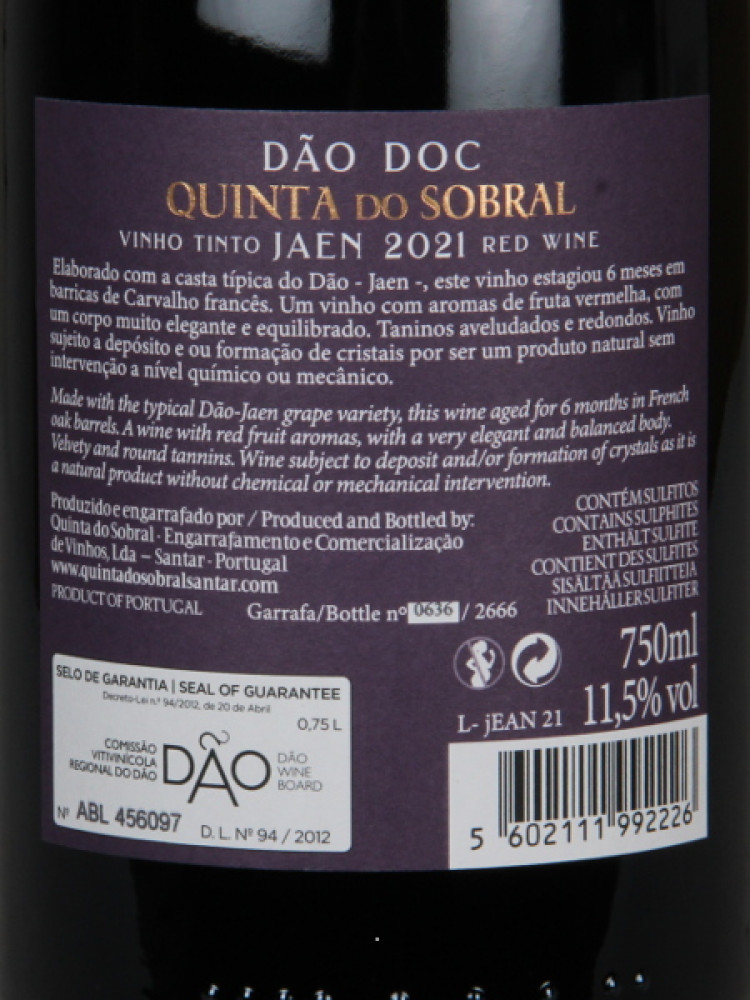 DÃO DOC
QUINTA DO SOBRAL
VINHO TINTO JAEN 2021 RED WINE
Elaborado com a casta típica do Dão - Jaen -, este vinho estagiou 6 meses em
barricas de Carvalho francês. Um vinho com aromas de fruta vermelha, com
um corpo muito elegante e equilibrado. Taninos aveludados e redondos. Vinho
sujeito a depósito e ou formação de cristais por ser um produto natural sem
intervenção a nível químico ou mecânico.
Made with the typical Dão-Jaen grape variety, this wine aged for 6 months in French
oak barrels. A wine with red fruit aromas, with a very elegant and balanced body.
Velvety and round tannins. Wine subject to deposit and/or formation of crystals as it is
a natural product without chemical or mechanical intervention.
Produzido e engarrafado por / Produced and Bottled by:
Quinta do Sobral - Engarrafamento e Comercialização
de Vinhos, Lda – Santar - Portugal
www.quintadosobralsantar.com
PRODUCT OF PORTUGAL
CONTÉM SULFITOS
CONTAINS SULPHITES
ENTHÄLT SULFITE
CONTIENT DES SULFITES
SISÄLTÄÄ SULFIITTEJA
INNEHÅLLER SULFITER
Garrafa/Bottle nº 0636 / 2666
750ml
L- jEAN 21 11,5% vol
SELO DE GARANTIA | SEAL OF GUARANTEE
Decreto-Lei n.º 94/2012, de 20 de Abril
0,75 L
COMISSÃO
VITIVINÍCOLA
REGIONAL DO DÃO
DÃO
DÃO
WINE
BOARD
Nº ABL 456097
D. L. Nº 94 / 2012
5 602111 992226